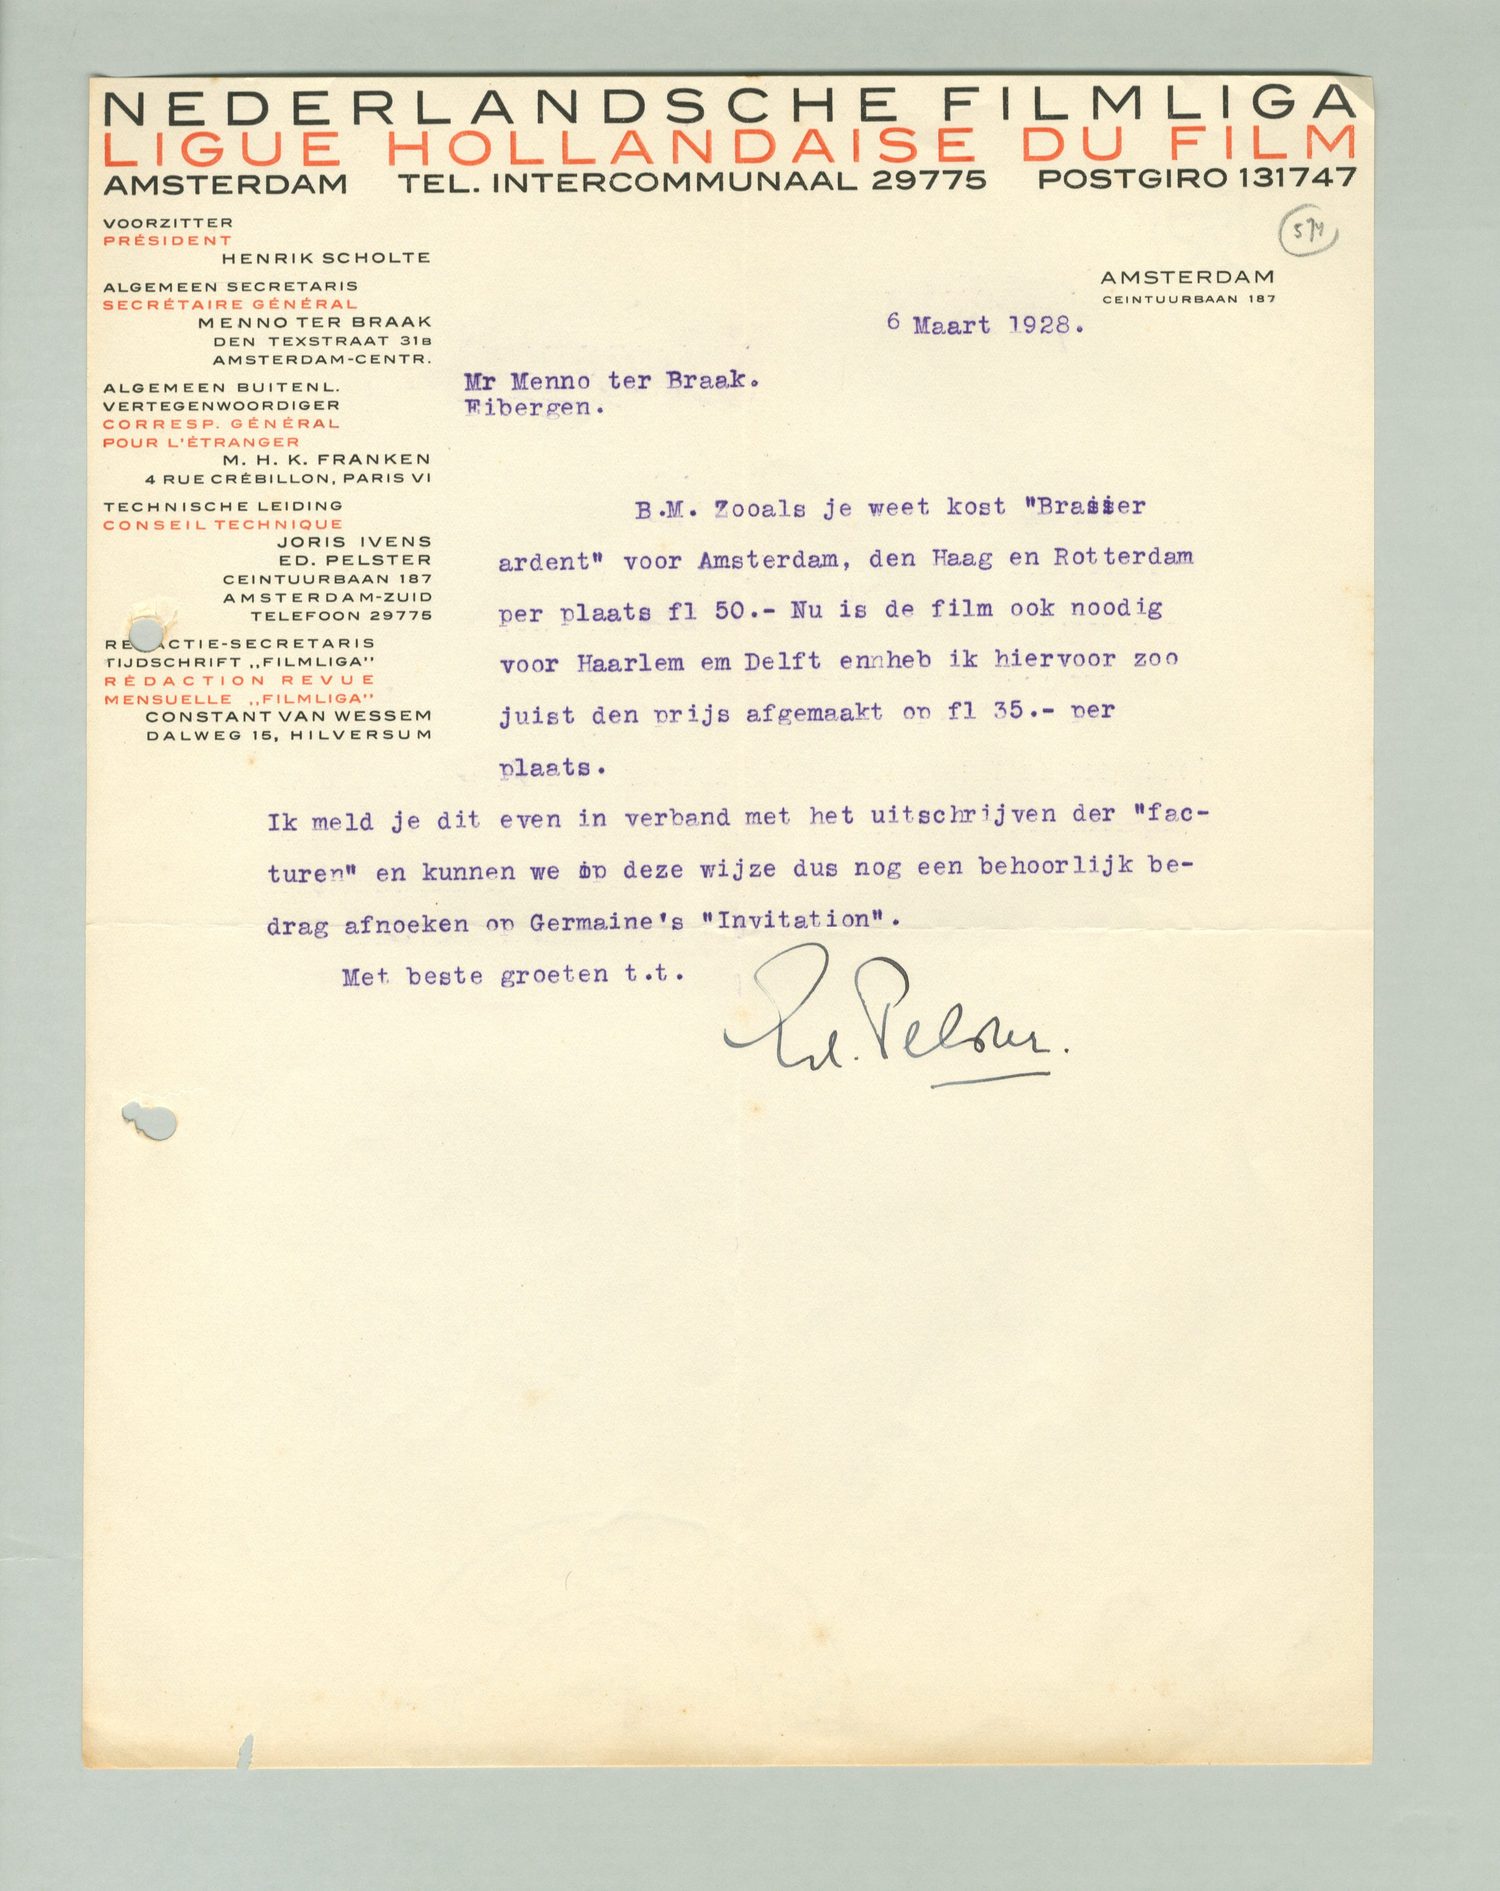 NEDERLANDSCHE FILMLIGA
LIGUE HOLLANDAISE DU FILM
AMSTERDAM TEL. INTERCOMMUNAAL 29775 POSTGIRO 131747
VOORZITTER
PRÉSIDENT
HENRIK SCHOLTE
ALGEMEEN SECRETARIS
SECRÉTAIRE GÉNÉRAL
MENNO TER BRAAK
DEN TEXSTRAAT 31B
AMSTERDAM-CENTR.
ALGEMEEN BUITENL.
VERTEGENWOORDIGER
CORRESP. GÉNÉRAL
POUR L'ÉTRANGER
M. H. K. FRANKEN
4 RUE CRÉBILLON, PARIS VI
TECHNISCHE LEIDING
CONSEIL TECHNIQUE
JORIS IVENS
ED. PELSTER
CEINTUURBAAN 187
AMSTERDAM-ZUID
TELEFOON 29775
REDACTIE-SECRETARIS
TIJDSCHRIFT „FILMLIGA"
RÉDACTION REVUE
MENSUELLE „FILMLIGA"
CONSTANT VAN WESSEM
DALWEG 15, HILVERSUM
AMSTERDAM
CEINTUURBAAN 187
6 Maart 1928.
Mr Menno ter Braak.
Eibergen.
B.M. Zooals je weet kost "Brasier
ardent" voor Amsterdam, den Haag en Rotterdam
per plaats fl 50.- Nu is de film ook noodig
voor Haarlem em Delft ennheb ik hiervoor zoo
juist den prijs afgemaakt op fl 35.- per
plaats.
Ik meld je dit even in verband met het uitschrijven der "fac-
turen" en kunnen we op deze wijze dus nog een behoorlijk be-
drag afnoeken op Germaine's "Invitation".
Met beste groeten t.t.
Ed. Pelster.